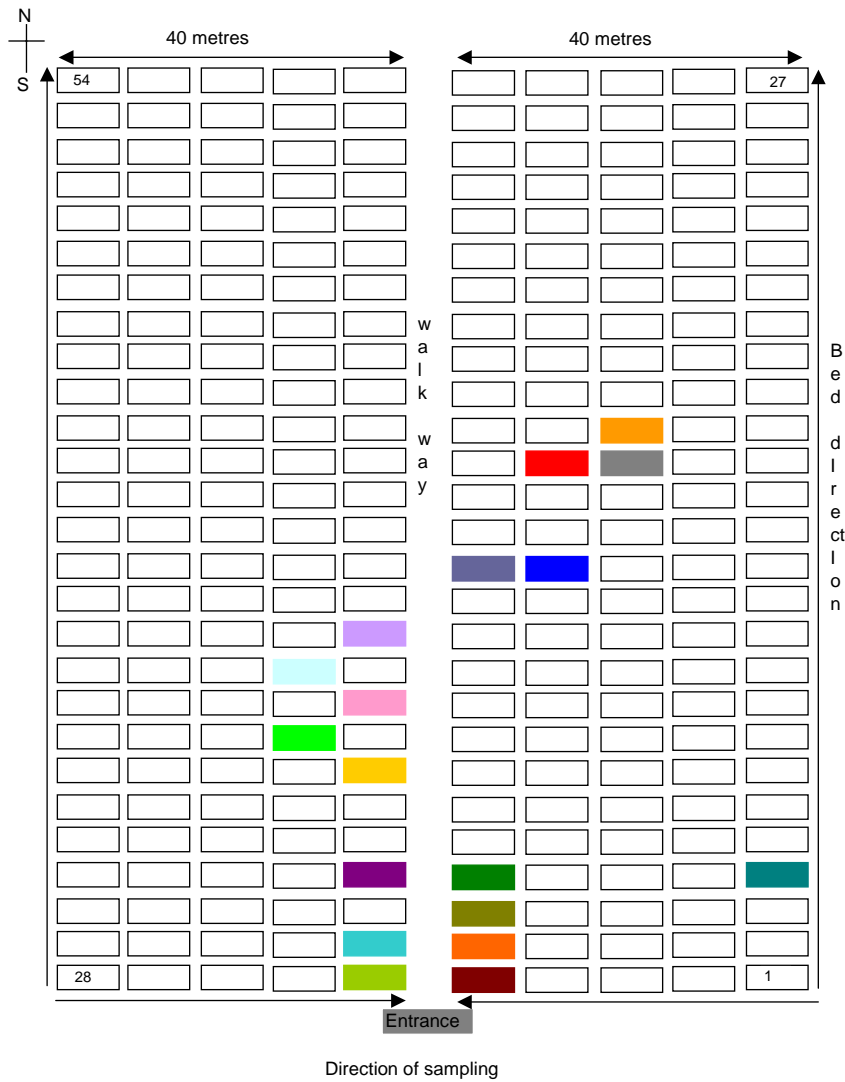 N
S
40 metres
40 metres
54
27
walk way
Bed dIrectIon
28
1
Entrance
Direction of sampling